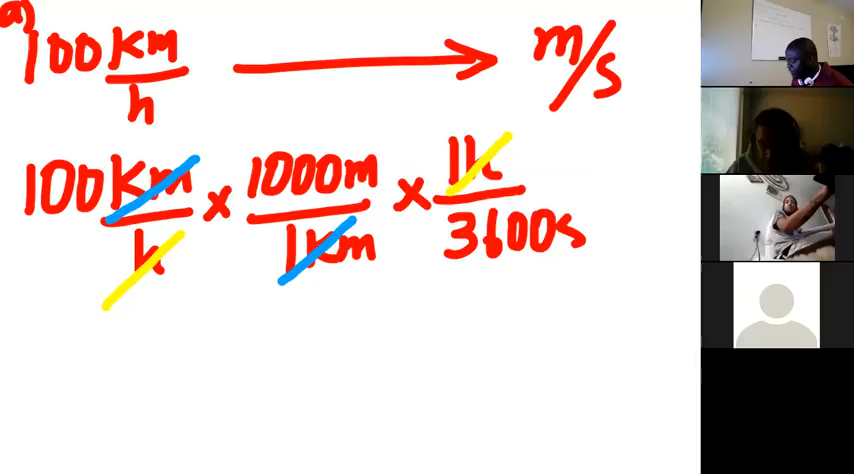 a)
100 km/h → m/s
100 km/h x 1000m/1km x 1h/3600s